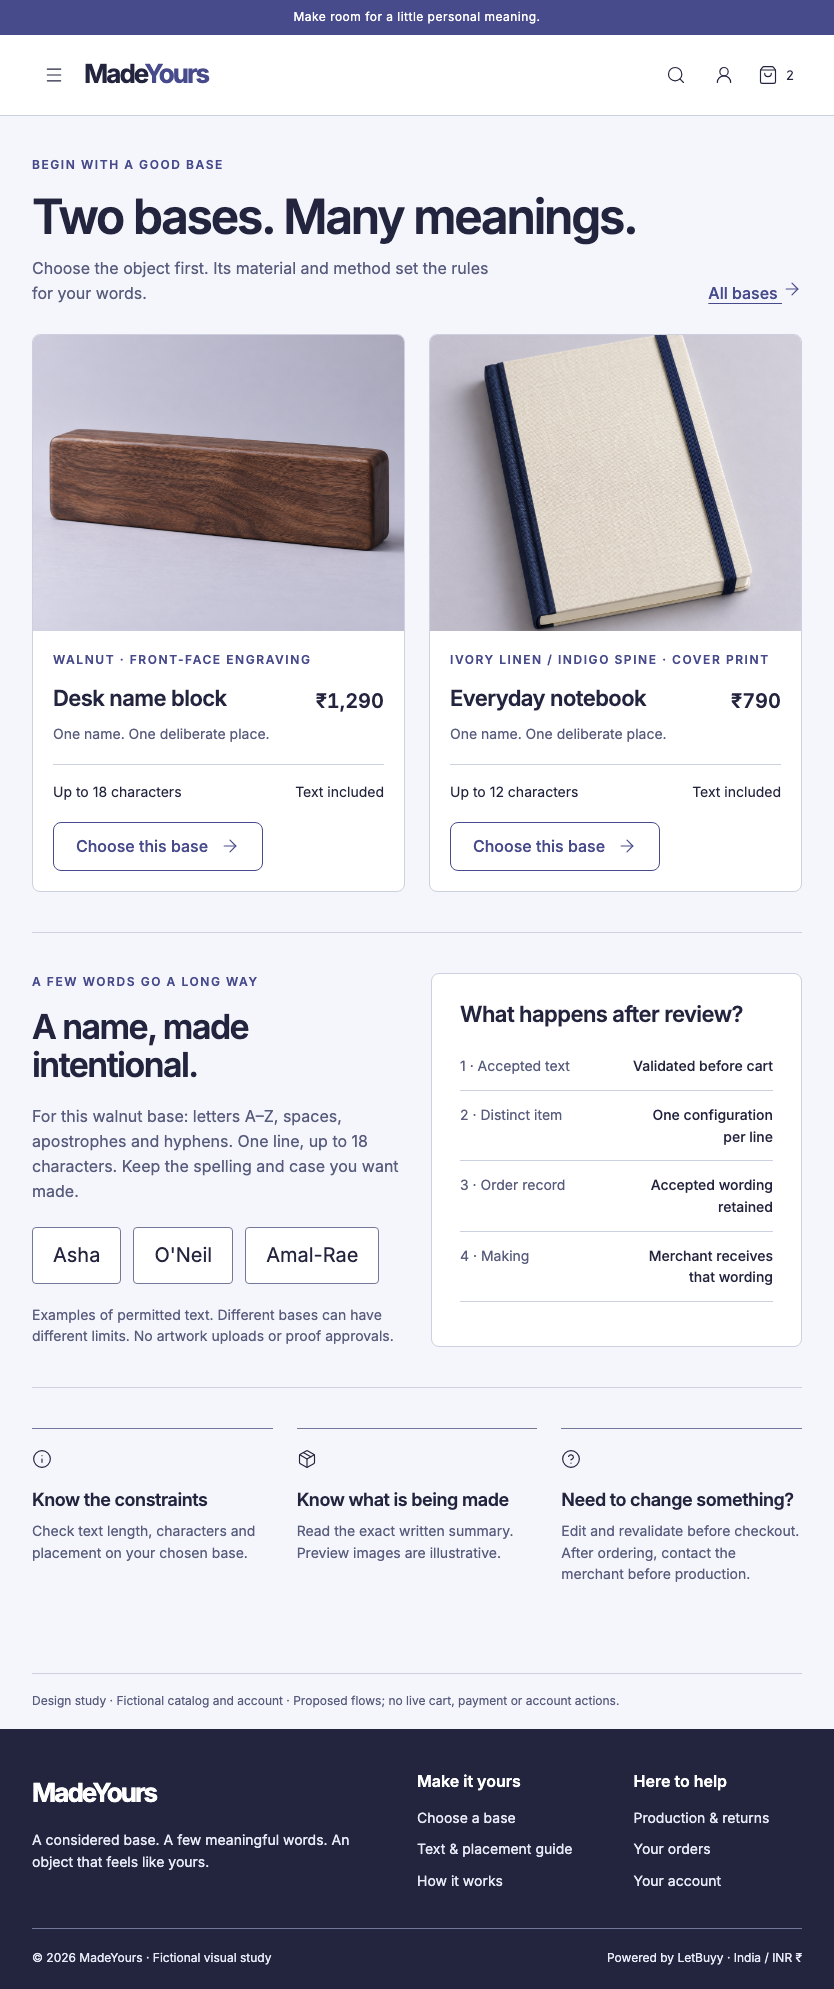 Make room for a little personal meaning.
MadeYours
2
BEGIN WITH A GOOD BASE
Two bases. Many meanings.
Choose the object first. Its material and method set the rules
for your words.
All bases
WALNUT · FRONT-FACE ENGRAVING
Desk name block
₹1,290
One name. One deliberate place.
Up to 18 characters
Text included
Choose this base
IVORY LINEN / INDIGO SPINE · COVER PRINT
Everyday notebook
₹790
One name. One deliberate place.
Up to 12 characters
Text included
Choose this base
A FEW WORDS GO A LONG WAY
A name, made
intentional.
For this walnut base: letters A–Z, spaces,
apostrophes and hyphens. One line, up to 18
characters. Keep the spelling and case you want
made.
Asha
O'Neil
Amal-Rae
Examples of permitted text. Different bases can have
different limits. No artwork uploads or proof approvals.
What happens after review?
1 · Accepted text
Validated before cart
2 · Distinct item
One configuration
per line
3 · Order record
Accepted wording
retained
4 · Making
Merchant receives
that wording
Know the constraints
Check text length, characters and
placement on your chosen base.
Know what is being made
Read the exact written summary.
Preview images are illustrative.
Need to change something?
Edit and revalidate before checkout.
After ordering, contact the
merchant before production.
Design study · Fictional catalog and account · Proposed flows; no live cart, payment or account actions.
MadeYours
A considered base. A few meaningful words. An
object that feels like yours.
Make it yours
Choose a base
Text & placement guide
How it works
Here to help
Production & returns
Your orders
Your account
© 2026 MadeYours · Fictional visual study
Powered by LetBuyy · India / INR ₹